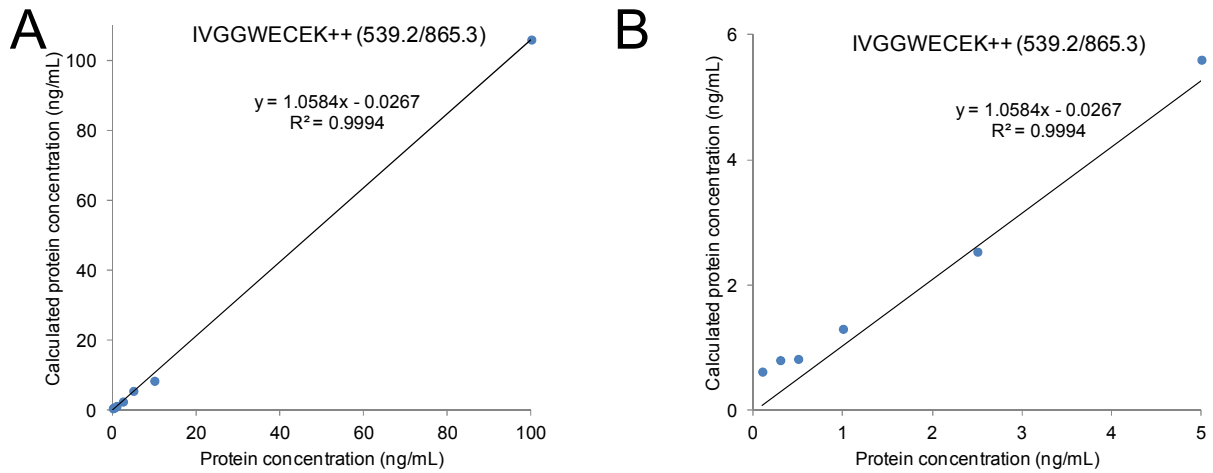 A
IVGGWECEK++ (539.2/865.3)
y = 1.0584x - 0.0267
R² = 0.9994
Calculated protein concentration (ng/mL)
100
80
60
40
20
0
0 20 40 60 80 100
Protein concentration (ng/mL)
B
IVGGWECEK++ (539.2/865.3)
y = 1.0584x - 0.0267
R² = 0.9994
Calculated protein concentration (ng/mL)
6
4
2
0
0 1 2 3 4 5
Protein concentration (ng/mL)